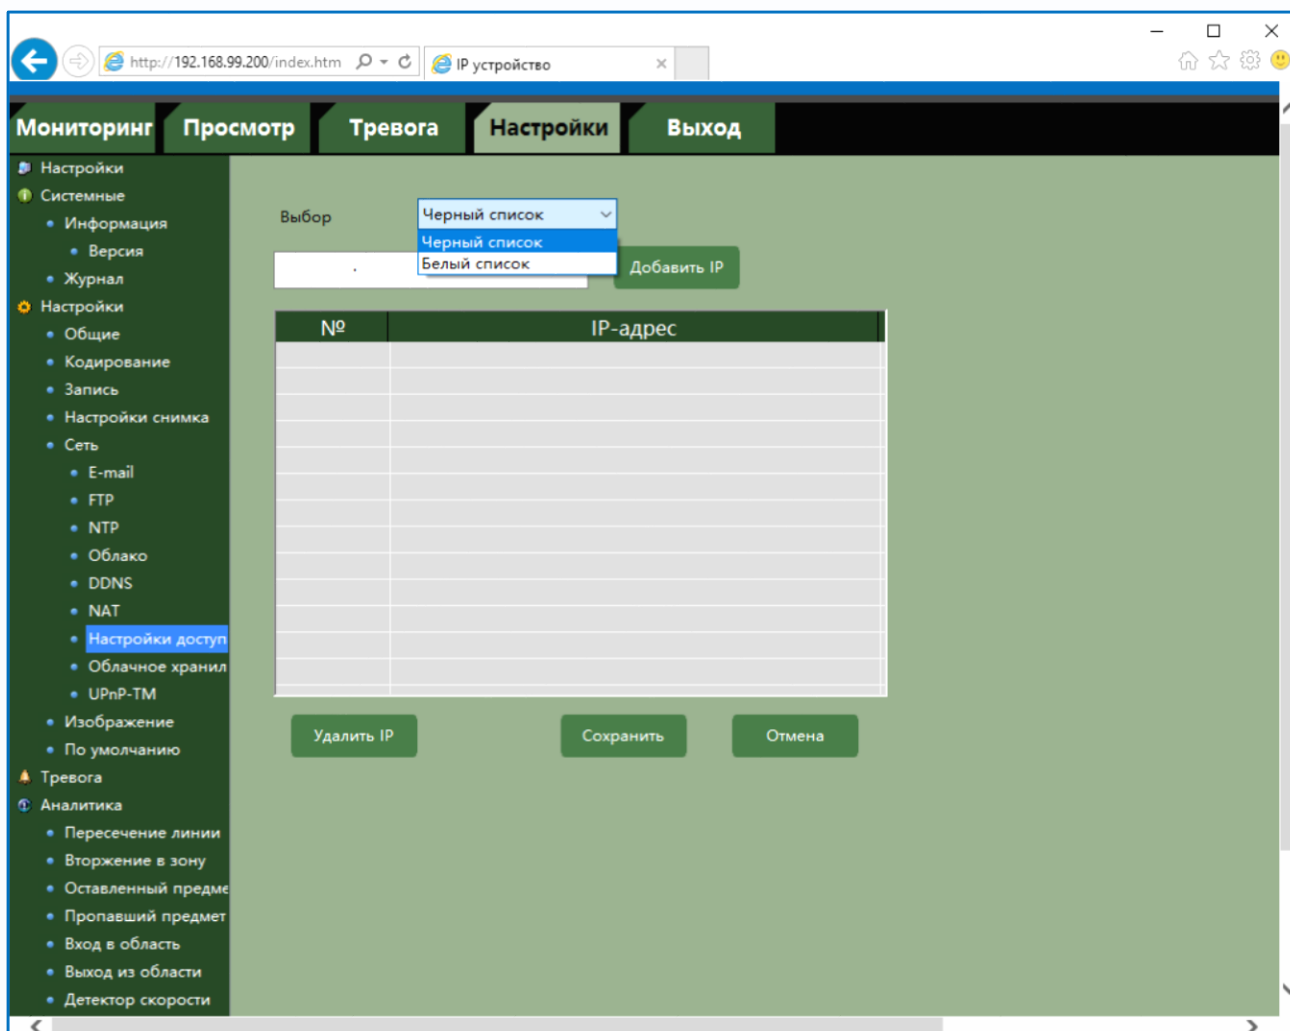 http://192.168.99.200/index.htm
IP устройство
Мониторинг Просмотр Тревога Настройки Выход
Настройки
Системные
Информация
Версия
Журнал
Настройки
Общие
Кодирование
Запись
Настройки снимка
Сеть
E-mail
FTP
NTP
Облако
DDNS
NAT
Настройки доступ
Облачное хранил
UPnP-TM
Изображение
По умолчанию
Тревога
Аналитика
Пересечение линии
Вторжение в зону
Оставленный предме
Пропавший предмет
Вход в область
Выход из области
Детектор скорости
Выбор
Черный список
Черный список
Белый список
.
Добавить IP
№ IP-адрес
Удалить IP Сохранить Отмена